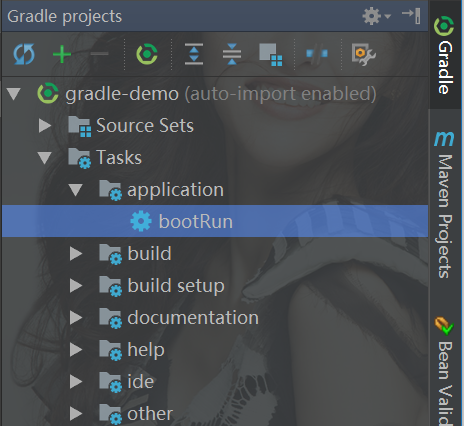 Gradle projects
gradle-demo (auto-import enabled)
Source Sets
Tasks
application
bootRun
build
build setup
documentation
help
ide
other
Gradle
m Maven Projects
Bean Valid